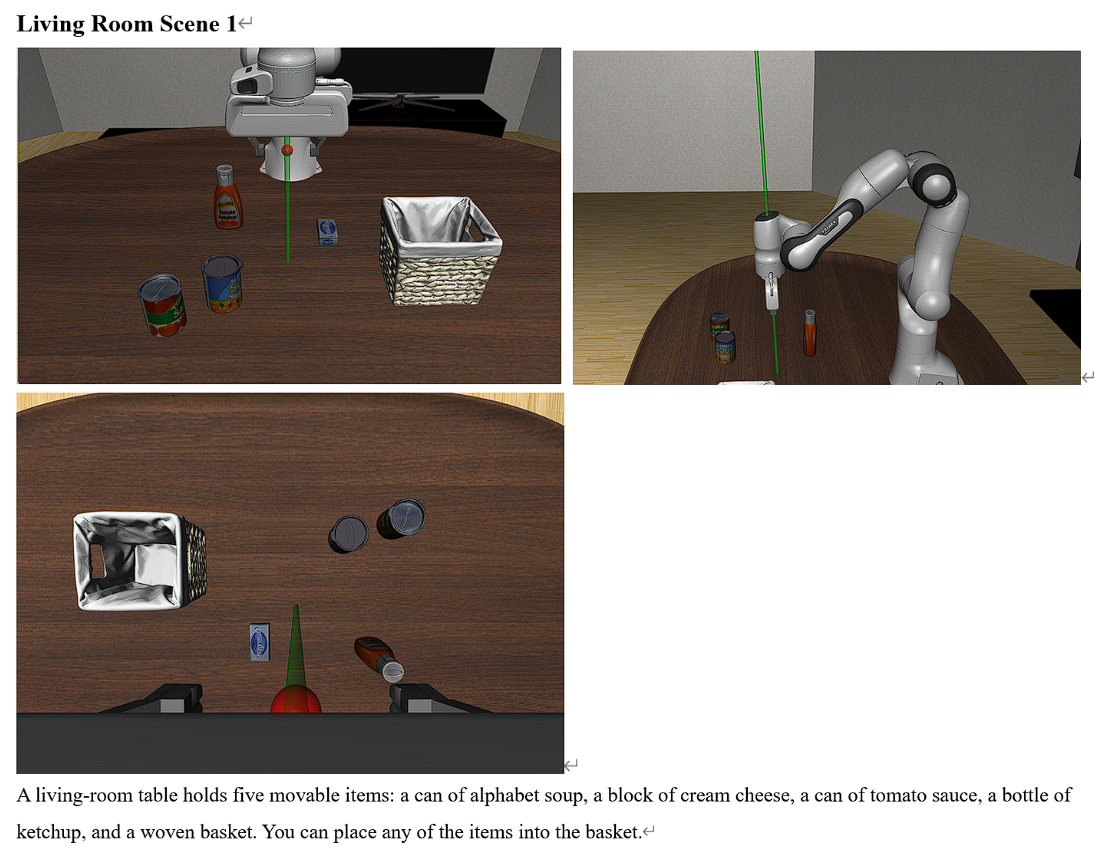 Living Room Scene 1
Tomato
Ketchup
A living-room table holds five movable items: a can of alphabet soup, a block of cream cheese, a can of tomato sauce, a bottle of
ketchup, and a woven basket. You can place any of the items into the basket.